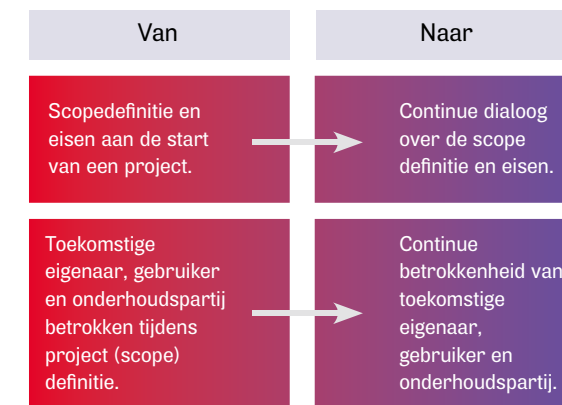 Van
Naar
Scopedefinitie en
eisen aan de start
van een project.
Continue dialoog
over de scope
definitie en eisen.
Toekomstige
eigenaar, gebruiker
en onderhoudspartij
betrokken tijdens
project (scope)
definitie.
Continue
betrokkenheid van
toekomstige
eigenaar,
gebruiker en
onderhoudspartij.